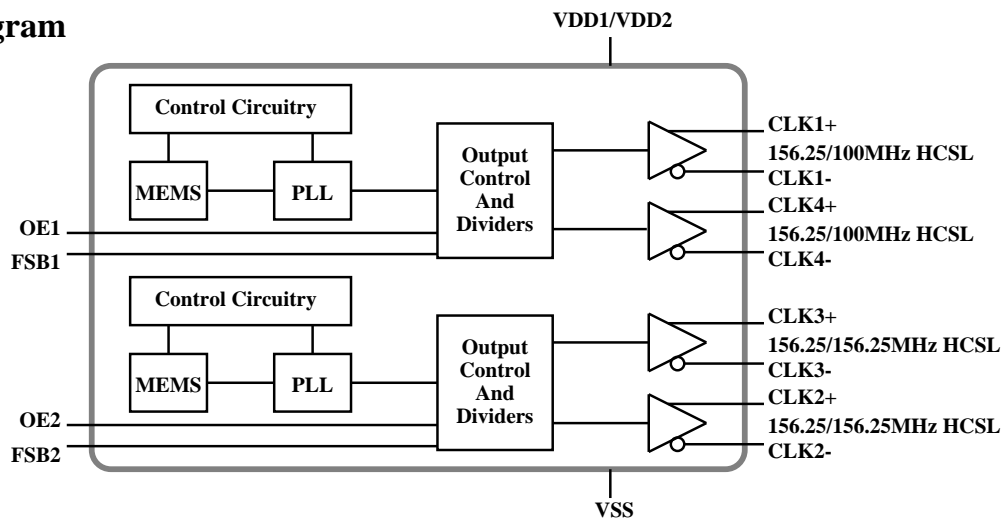 gram
VDD1/VDD2
Control Circuitry
MEMS
PLL
Output
Control
And
Dividers
CLK1+
156.25/100MHz HCSL
CLK1-
CLK4+
156.25/100MHz HCSL
CLK4-
OE1
FSB1
Control Circuitry
MEMS
PLL
Output
Control
And
Dividers
CLK3+
156.25/156.25MHz HCSL
CLK3-
CLK2+
156.25/156.25MHz HCSL
CLK2-
OE2
FSB2
VSS